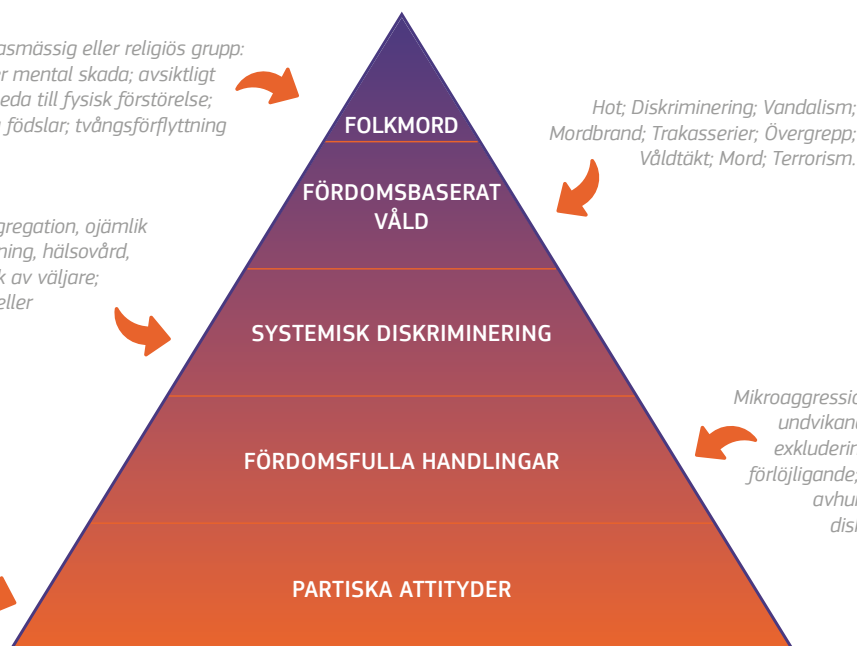 asmässig eller religiös grupp:
er mental skada; avsiktligt
eda till fysisk förstörelse;
födslar; tvångsförflyttning
FOLKMORD
Hot; Diskriminering; Vandalism;
Mordbrand; Trakasserier; Övergrepp;
Våldtäkt; Mord; Terrorism.
FÖRDOMSBASERAT
VÅLD
gregation, ojämlik
ning, hälsovård,
k av väljare;
eller
SYSTEMISK DISKRIMINERING
Mikroaggressio
undvikand
exkluderin
förlöjligande;
avhum
disk
FÖRDOMSFULLA HANDLINGAR
PARTISKA ATTITYDER